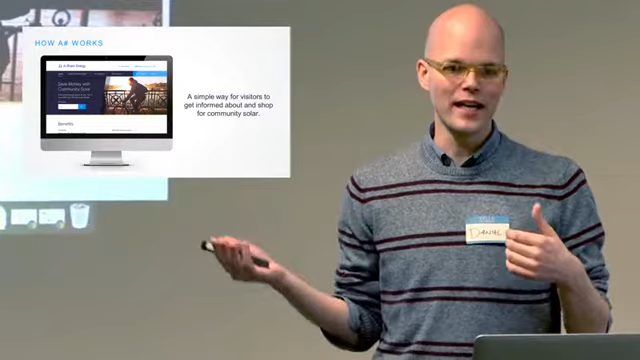 HOW A# WORKS
Save Money with
Community Solar
Benefits
A simple way for visitors to
get informed about and shop
for community solar.
HELLO
DANIEL